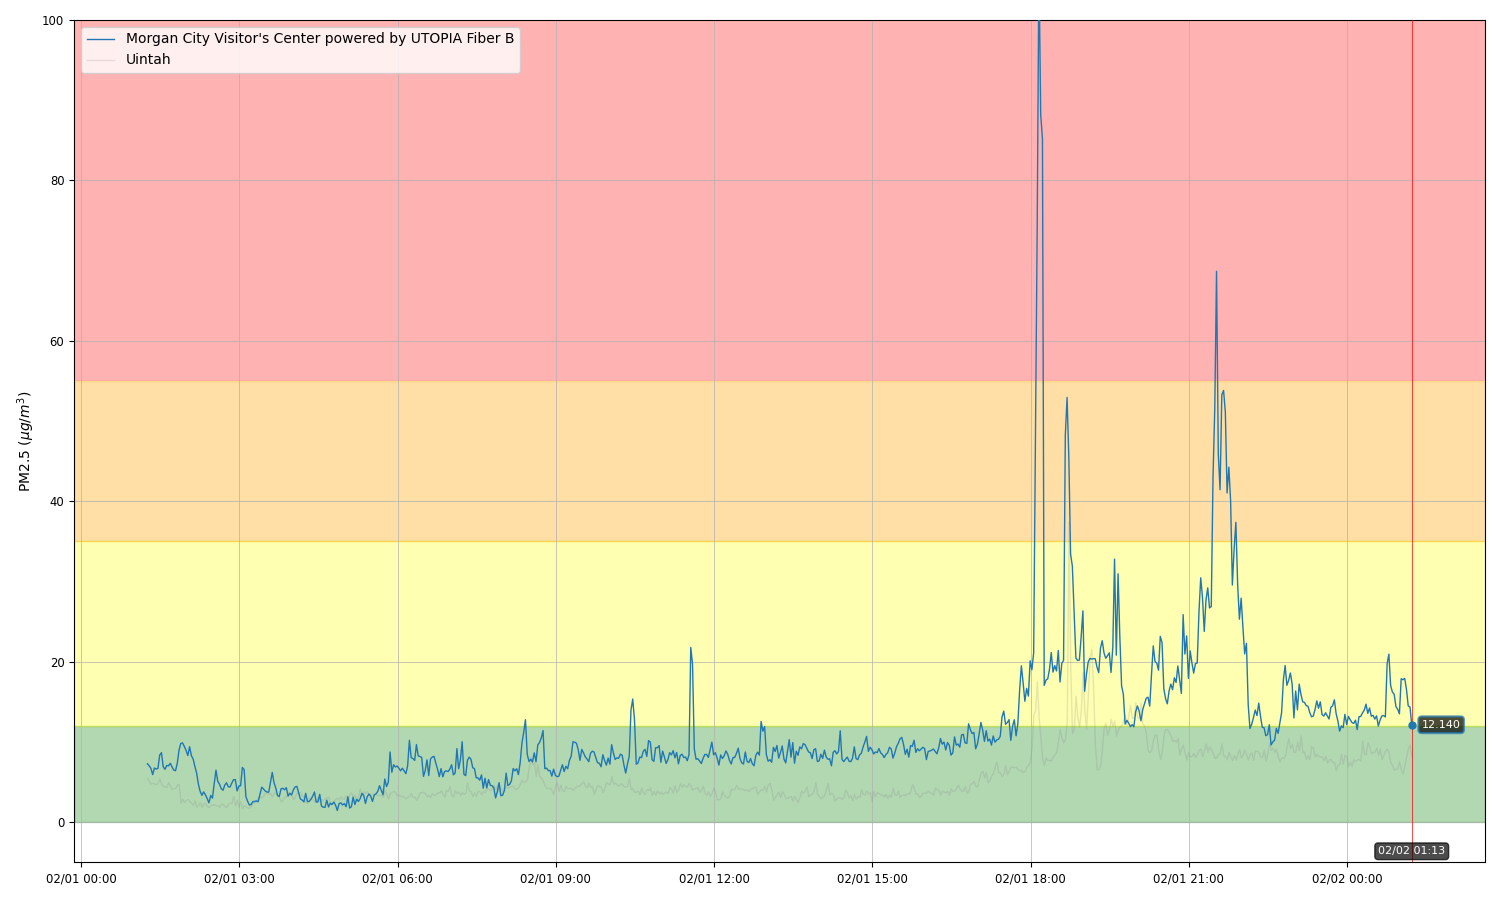 100
80
60
40
20
0
PM2.5 (μg/m³)
Morgan City Visitor's Center powered by UTOPIA Fiber B
Uintah
12.140
02/02 01:13
02/01 00:00 02/01 03:00 02/01 06:00 02/01 09:00 02/01 12:00 02/01 15:00 02/01 18:00 02/01 21:00 02/02 00:00